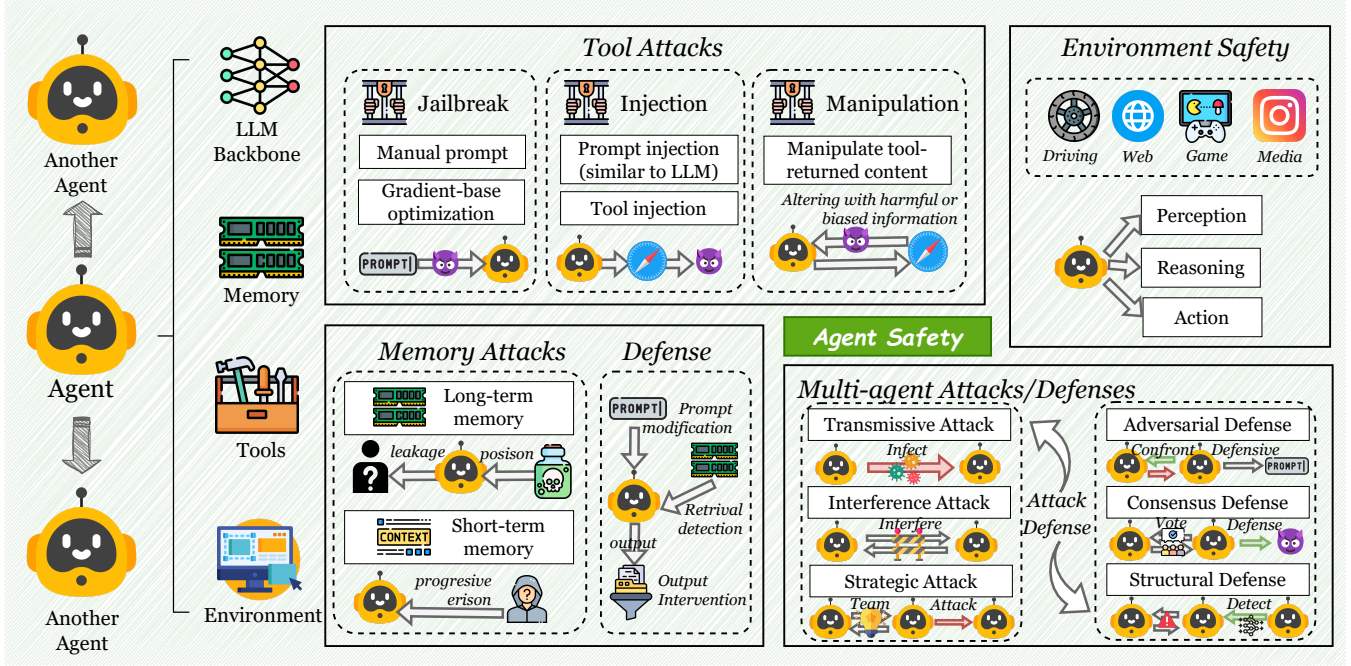 Another
Agent
Agent
Another
Agent
LLM
Backbone
Memory
Tools
Environment
Tool Attacks
Jailbreak
Manual prompt
Gradient-base
optimization
PROMPT
Injection
Prompt injection
(similar to LLM)
Tool injection
Manipulation
Manipulate tool-
returned content
Altering with harmful or
biased information
Environment Safety
Driving
Web
Game
Media
Perception
Reasoning
Action
Agent Safety
Memory Attacks
Long-term
memory
leakage
posison
CONTEXT
Short-term
memory
progresive
erison
Defense
PROMPT
Prompt
modification
Retrival
detection
output
Output
Intervention
Multi-agent Attacks/Defenses
Transmissive Attack
Infect
Interference Attack
Interfere
Strategic Attack
Team
Attack
Attack
Defense
Adversarial Defense
Confront
Defensive
PROMPT
Consensus Defense
Vote
Defense
Structural Defense
Detect